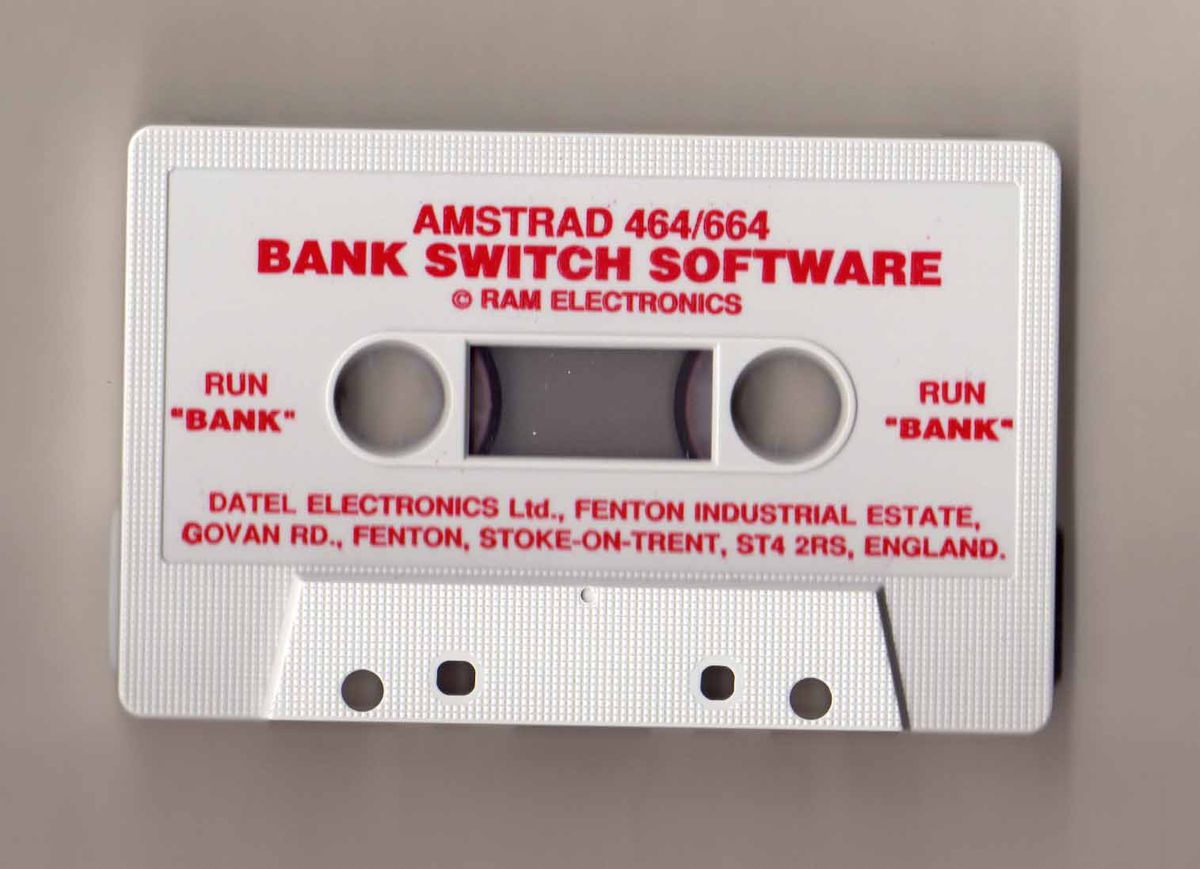 AMSTRAD 464/664
BANK SWITCH SOFTWARE
© RAM ELECTRONICS
RUN
"BANK"
RUN
"BANK"
DATEL ELECTRONICS Ltd., FENTON INDUSTRIAL ESTATE,
GOVAN RD., FENTON, STOKE-ON-TRENT, ST4 2RS, ENGLAND.